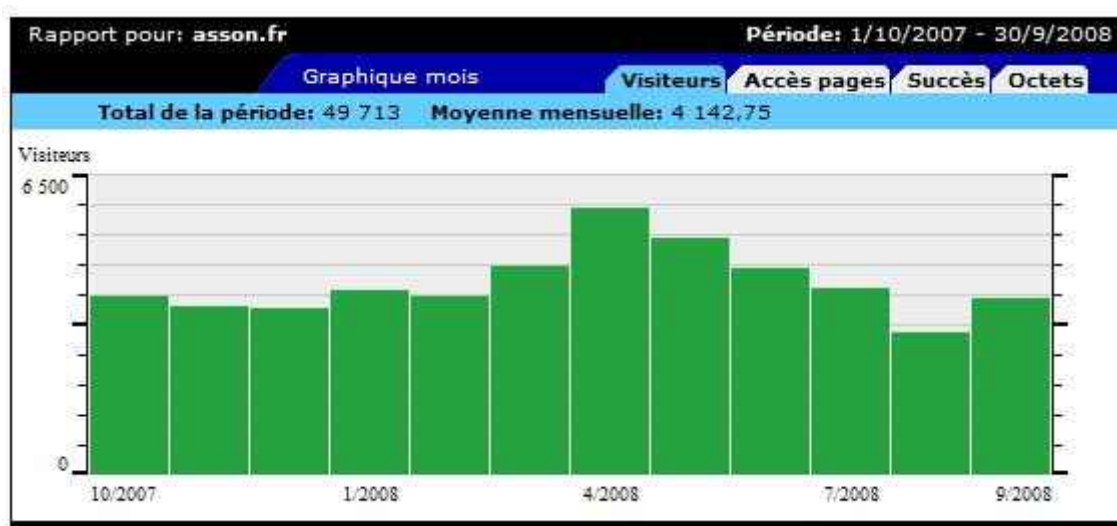 Rapport pour: asson.fr Période: 1/10/2007 - 30/9/2008
Graphique mois Visiteurs Accès pages Succès Octets
Total de la période: 49 713 Moyenne mensuelle: 4 142,75
Visiteurs
6 500
0
10/2007 1/2008 4/2008 7/2008 9/2008